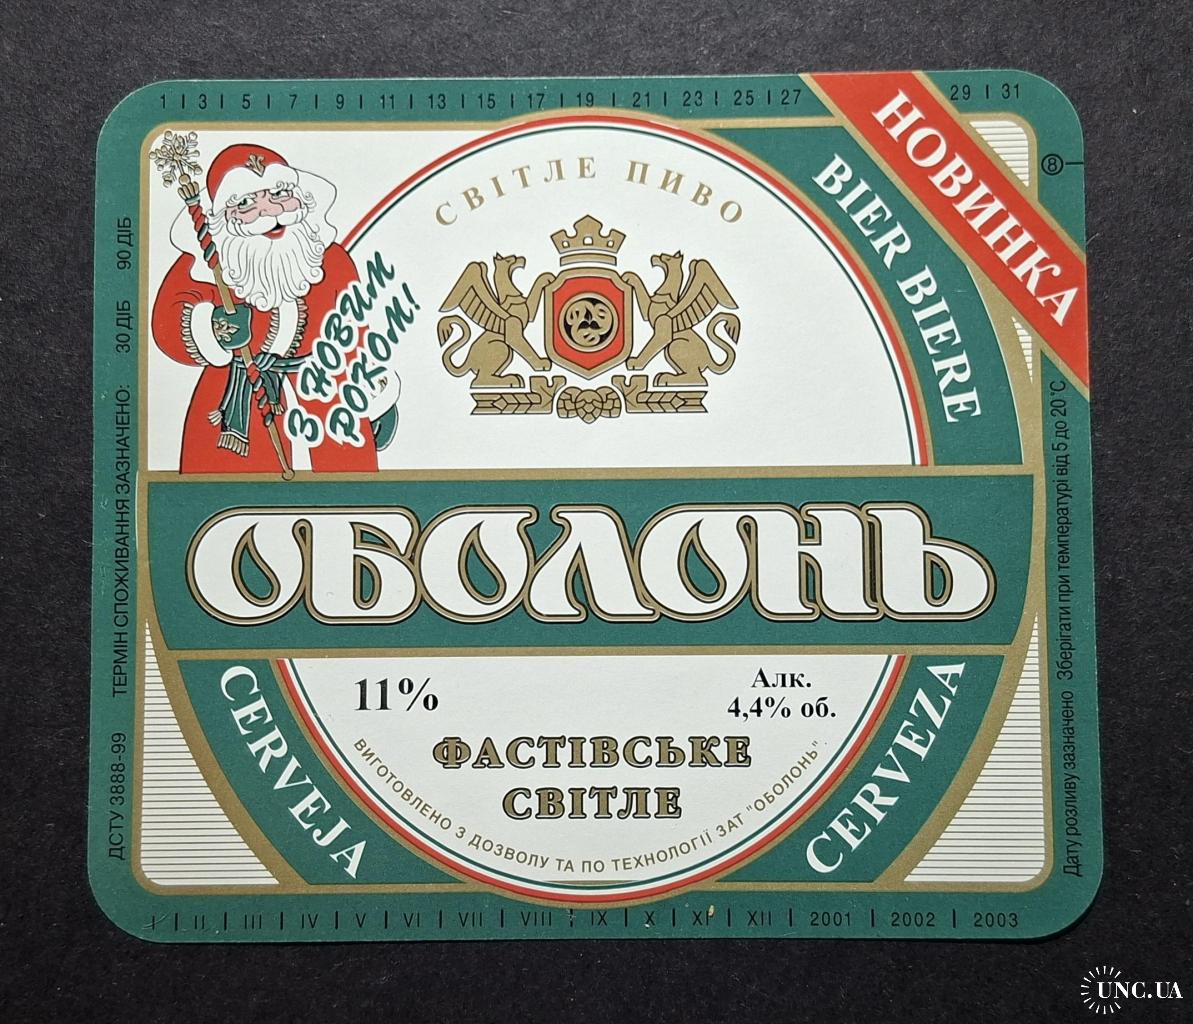 1 | 3 | 5 | 7 | 9 | 11 | 13 | 15 | 17 | 19 | 21 | 23 | 25 | 27
29 | 31
НОВИНКА
СВІТЛЕ ПИВО
BIER BIERE
8
З НОВИМ
РОКОМ!
ОБОЛОНЬ
11%
Алк.
4,4% об.
ФАСТІВСЬКЕ
СВІТЛЕ
ВИГОТОВЛЕНО З ДОЗВОЛУ ТА ПО ТЕХНОЛОГІЇ ЗАТ "ОБОЛОНЬ"
CERVEJA
CERVEZA
ДСТУ 3888-99 ТЕРМІН СПОЖИВАННЯ ЗАЗНАЧЕНО: 30 ДІБ 90 ДІБ
Дату розливу зазначено Зберігати при температурі від 5 до 20°С
I | II | III | IV | V | VI | VII | VIII | IX | X | XI | XII | 2001 | 2002 | 2003
UNC.UA